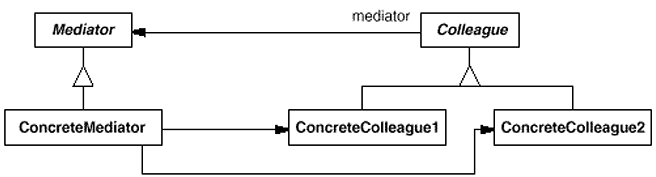 mediator
Mediator
Colleague
ConcreteMediator
ConcreteColleague1
ConcreteColleague2